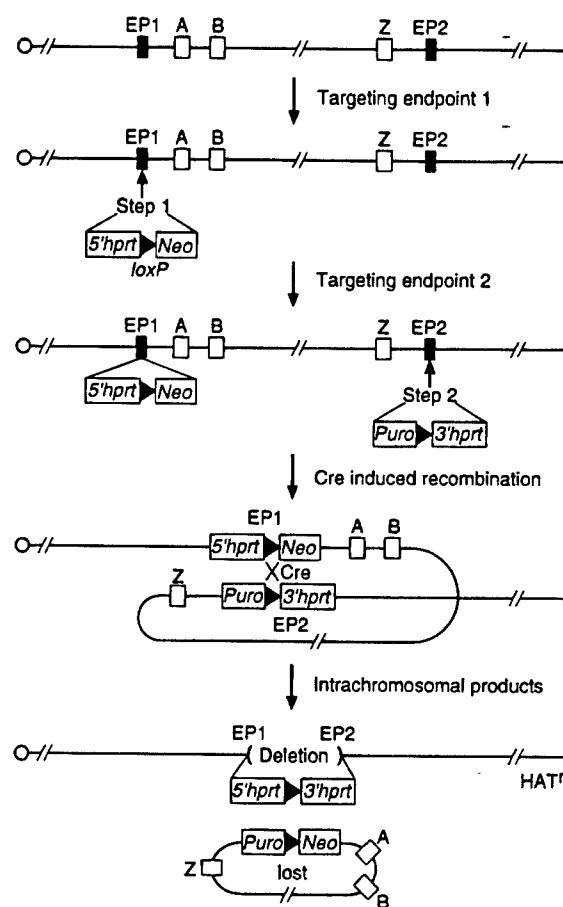 EP1 A B Z EP2
Targeting endpoint 1
EP1 A B Z EP2
Step 1
5'hprt Neo
loxP
Targeting endpoint 2
EP1 A B Z EP2
5'hprt Neo
Step 2
Puro 3'hprt
Cre induced recombination
EP1 A B
5'hprt Neo
Cre
Z Puro 3'hprt
EP2
Intrachromosomal products
EP1 EP2
Deletion
HATr
5'hprt 3'hprt
Puro Neo A
Z lost
B